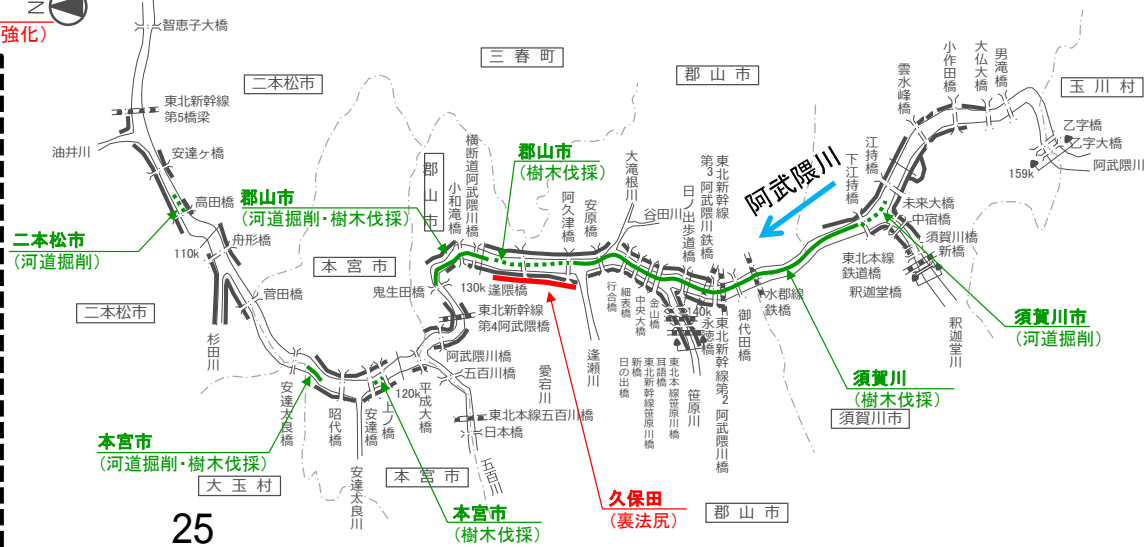 N
強化）
智恵子大橋
二本松市
三春町
郡山市
玉川村
東北新幹線
第5橋梁
油井川
安達ヶ橋
高田橋
二本松市
（河道掘削）
110k
舟形橋
菅田橋
二本松市
杉田川
郡山市
（河道掘削・樹木伐採）
郡山市
小和滝橋
横断道阿武隈川橋
郡山市
（樹木伐採）
本宮市
鬼生田橋
130k
逢隈橋
阿久津橋
安原橋
大滝根川
谷田川
日ノ出歩道橋
第3阿武隈川鉄橋
東北新幹線
阿武隈川
下江持橋
江持橋
雲水峰橋
小作田橋
大仏大橋
男滝橋
乙字橋
乙字大橋
阿武隈川
159k
未来大橋
中宿橋
須賀川橋
新橋
東北本線
鉄道橋
釈迦堂橋
釈迦堂川
須賀川市
（河道掘削）
東北新幹線
第4阿武隈橋
阿武隈川橋
五百川橋
愛宕川
逢瀬川
行合橋
細表橋
中央大橋
金山橋
140k
永徳橋
東北新幹線第2阿武隈川橋
御代田橋
水郡線
鉄橋
日の出橋
新橋
東北新幹線笹原川橋
耳語橋
東北本線笹原川橋
笹原川
須賀川
（樹木伐採）
須賀川市
安達太良橋
昭代橋
安達橋
上ノ橋
120k
平成大橋
東北本線五百川橋
日本橋
五百川
本宮市
（河道掘削・樹木伐採）
大玉村
安達太良川
本宮市
本宮市
（樹木伐採）
久保田
（裏法尻）
郡山市
25